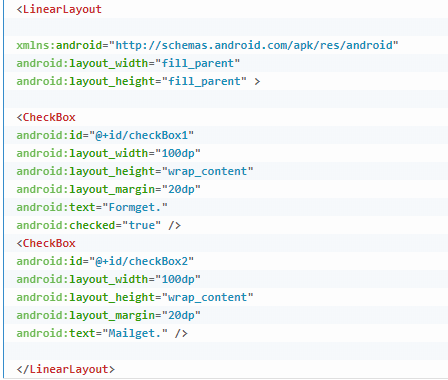 <LinearLayout
xmlns:android="http://schemas.android.com/apk/res/android"
android:layout_width="fill_parent"
android:layout_height="fill_parent" >
<CheckBox
android:id="@+id/checkBox1"
android:layout_width="100dp"
android:layout_height="wrap_content"
android:layout_margin="20dp"
android:text="Formget."
android:checked="true" />
<CheckBox
android:id="@+id/checkBox2"
android:layout_width="100dp"
android:layout_height="wrap_content"
android:layout_margin="20dp"
android:text="Mailget." />
</LinearLayout>